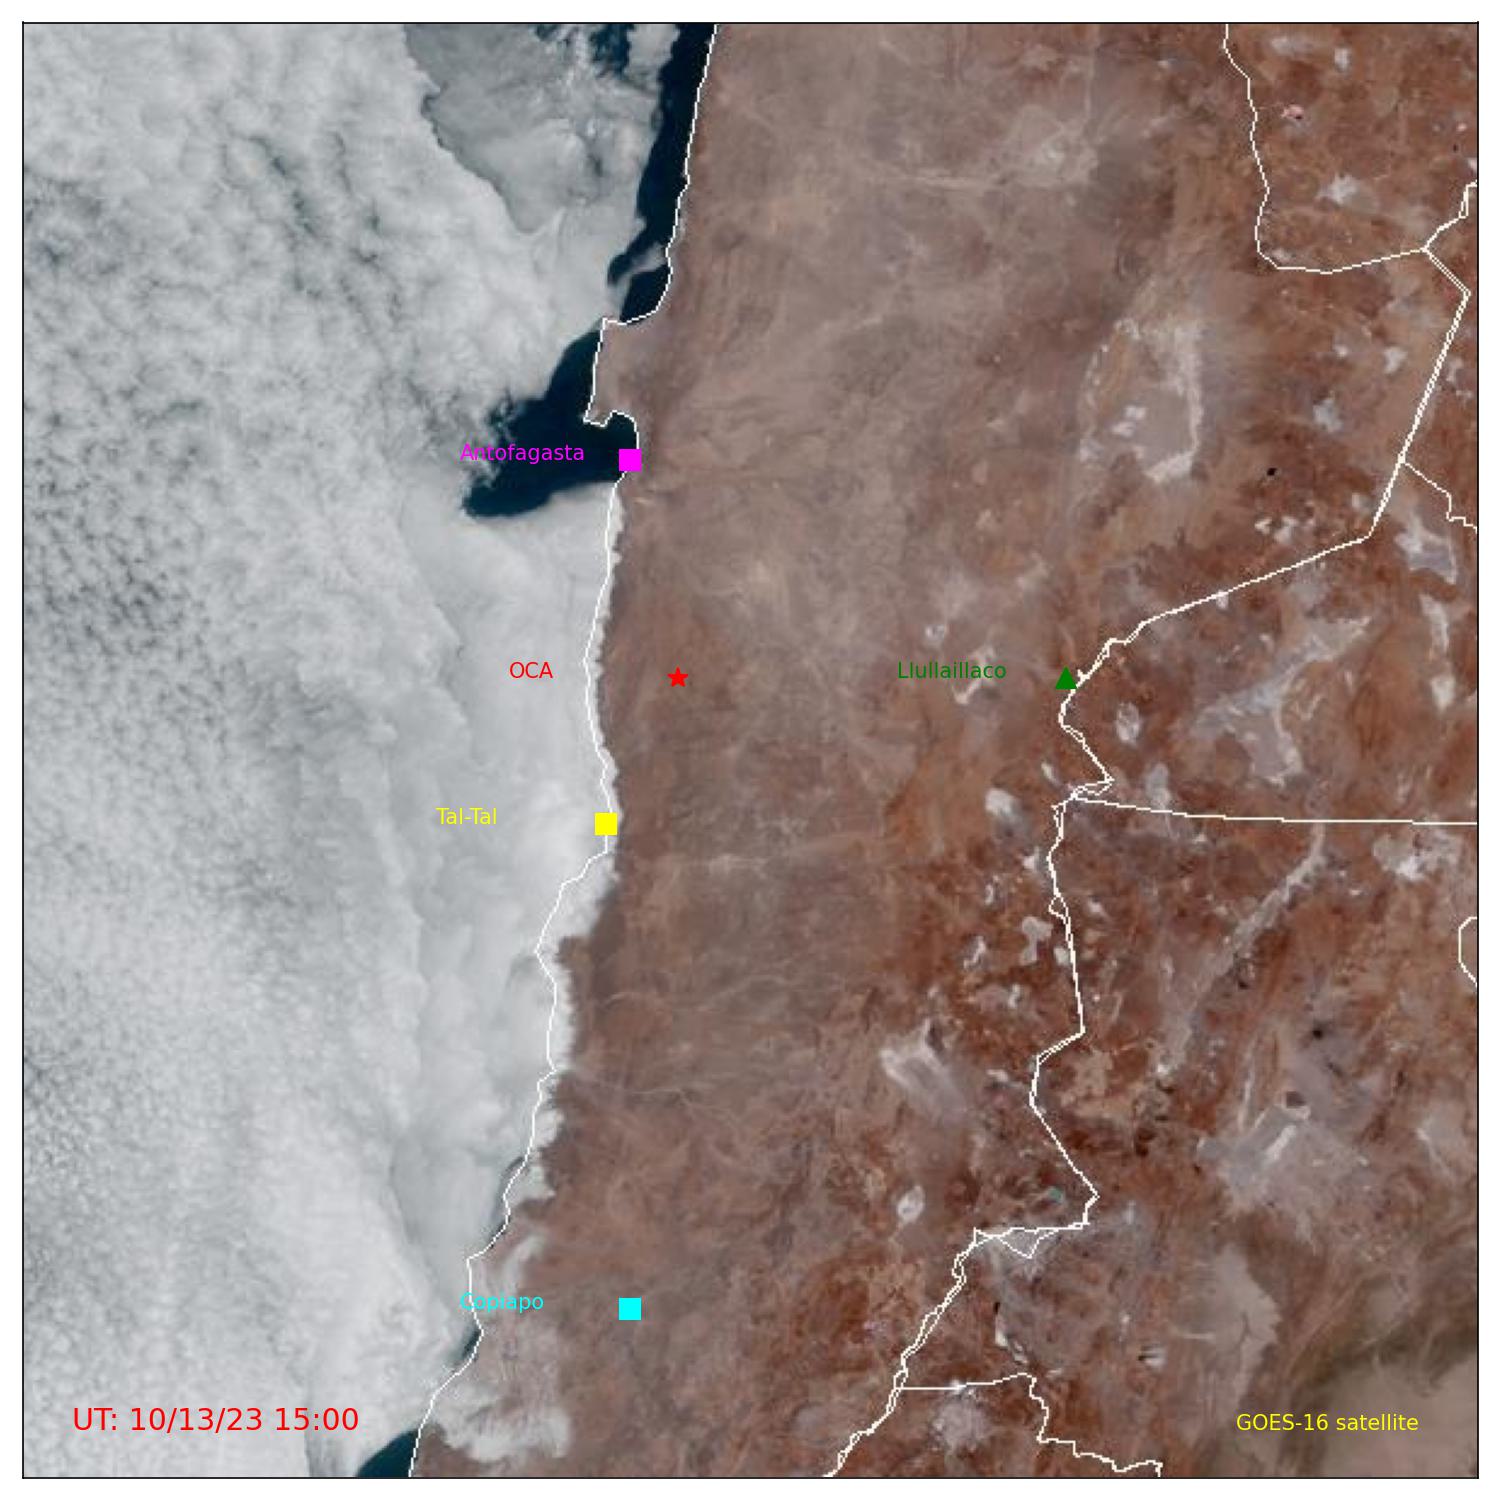 Antofagasta
OCA
Llullaillaco
Tal-Tal
Copiapo
UT: 10/13/23 15:00
GOES-16 satellite